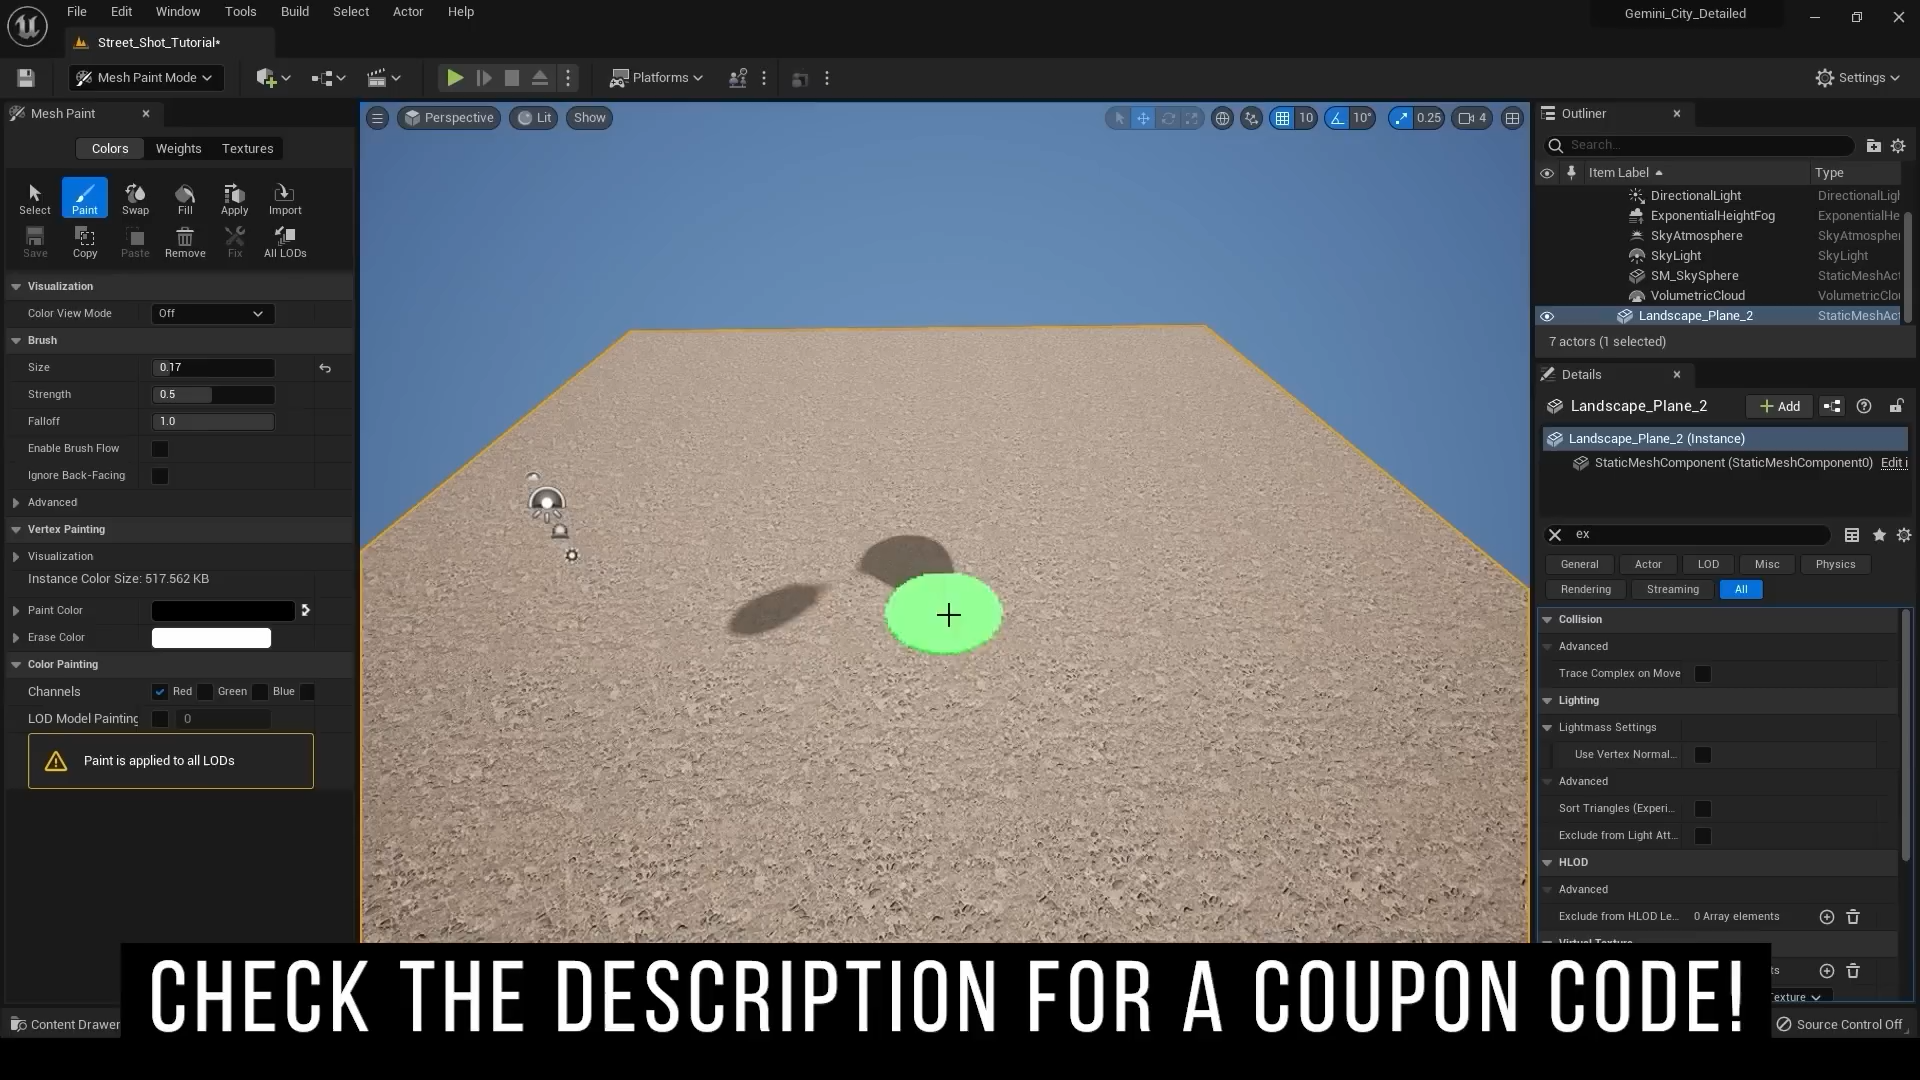 File Edit Window Tools Build Select Actor Help
Gemini_City_Detailed
Street_Shot_Tutorial*
Mesh Paint Mode
Platforms
Settings
Mesh Paint
Colors Weights Textures
Select Paint Swap Fill Apply Import
Save Copy Paste Remove Fix All LODs
Visualization
Color View Mode Off
Brush
Size 0.17
Strength 0.5
Falloff 1.0
Enable Brush Flow
Ignore Back-Facing
Advanced
Vertex Painting
Visualization
Instance Color Size: 517.562 KB
Paint Color
Erase Color
Color Painting
Channels Red Green Blue
LOD Model Painting 0
Paint is applied to all LODs
Perspective Lit Show
10 10° 0.25 4
Outliner
Search...
Item Label Type
DirectionalLight DirectionalLigh
ExponentialHeightFog ExponentialHe
SkyAtmosphere SkyAtmospher
SkyLight SkyLight
SM_SkySphere StaticMeshAct
VolumetricCloud VolumetricClou
Landscape_Plane_2 StaticMeshAct
7 actors (1 selected)
Details
Landscape_Plane_2 Add
Landscape_Plane_2 (Instance)
StaticMeshComponent (StaticMeshComponent0) Edit i
ex
General Actor LOD Misc Physics
Rendering Streaming All
Collision
Advanced
Trace Complex on Move
Lighting
Lightmass Settings
Use Vertex Normal...
Advanced
Sort Triangles (Experi...
Exclude from Light Att...
HLOD
Advanced
Exclude from HLOD Le... 0 Array elements
CHECK THE DESCRIPTION FOR A COUPON CODE!
Content Drawer
Source Control Off